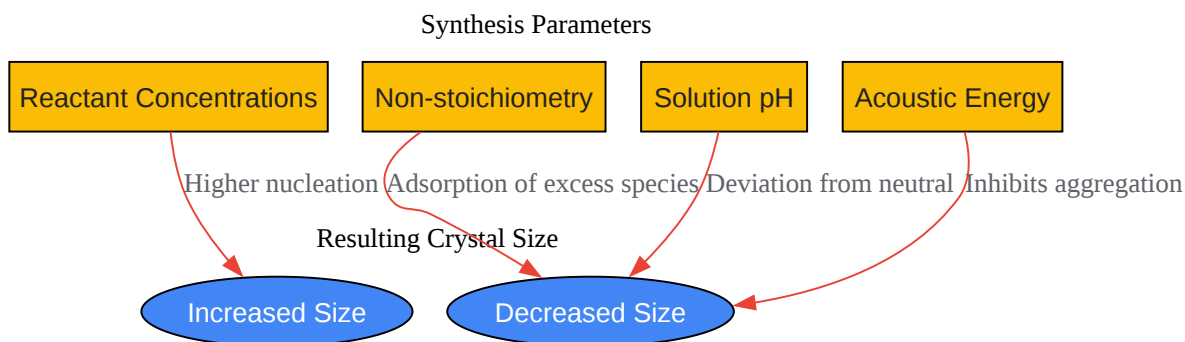 Synthesis Parameters
Reactant Concentrations
Non-stoichiometry
Solution pH
Acoustic Energy
Higher nucleation
Adsorption of excess species
Deviation from neutral
Inhibits aggregation
Resulting Crystal Size
Increased Size
Decreased Size